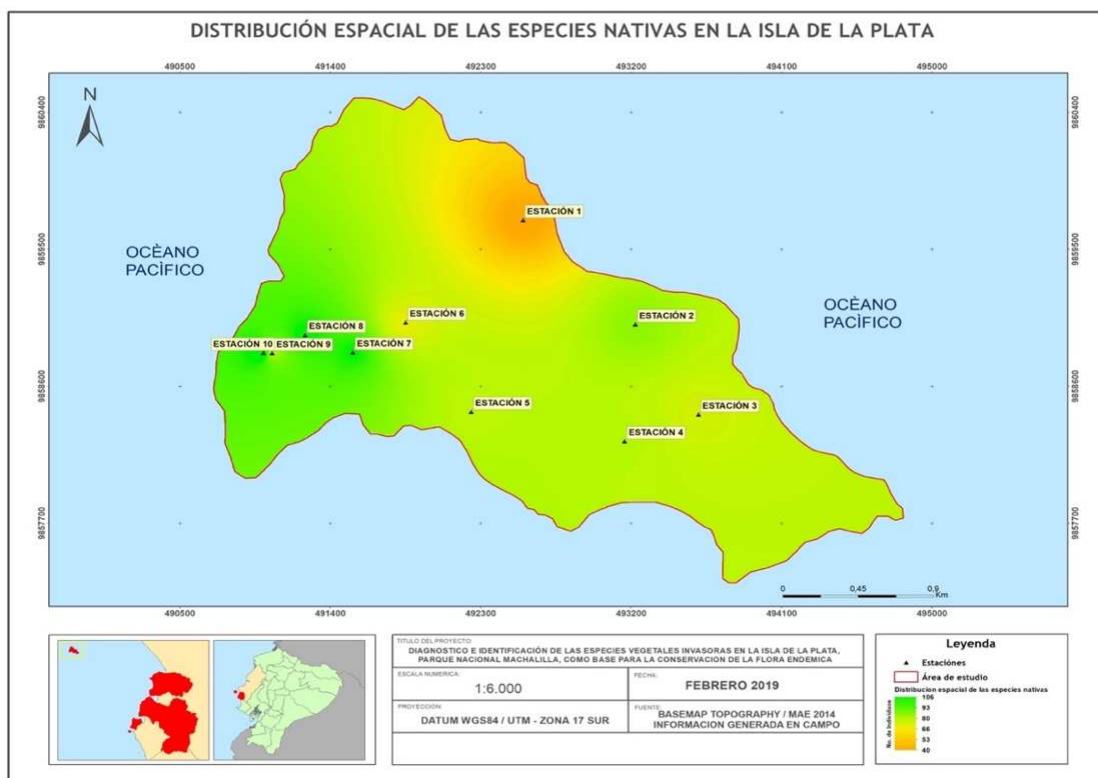 DISTRIBUCIÓN ESPACIAL DE LAS ESPECIES NATIVAS EN LA ISLA DE LA PLATA
490500 491400 492300 493200 494100 495000
N
9860400 9860400
ESTACIÓN 1
9859500 9859500
OCÈANO
PACÌFICO
OCÈANO
PACÌFICO
ESTACIÓN 6
ESTACIÓN 2
ESTACIÓN 8
ESTACIÓN 10 ESTACIÓN 9 ESTACIÓN 7
9858600 9858600
ESTACIÓN 5
ESTACIÓN 3
ESTACIÓN 4
9857700 9857700
0 0,45 0,9
Km
490500 491400 492300 493200 494100 495000
TITULO DEL PROYECTO:
DIAGNOSTICO E IDENTIFICACIÓN DE LAS ESPECIES VEGETALES INVASORAS EN LA ISLA DE LA PLATA,
PARQUE NACIONAL MACHALILLA, COMO BASE PARA LA CONSERVACION DE LA FLORA ENDEMICA
ESCALA NUMERICA:
1:6.000
FECHA:
FEBRERO 2019
PROYECCIÓN:
DATUM WGS84 / UTM - ZONA 17 SUR
FUENTE:
BASEMAP TOPOGRAPHY / MAE 2014
INFORMACION GENERADA EN CAMPO
Leyenda
Estaciónes
Área de estudio
Distribucion espacial de las especies nativas
No. de Individuos
106
93
80
66
53
40